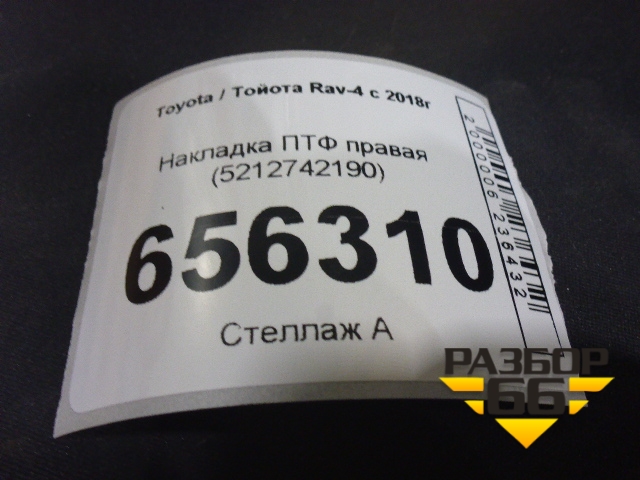 Toyota / Тойота Rav-4 с 2018г
Накладка ПТФ правая
(5212742190)
656310
Стеллаж А
2000006236432
РАЗБОР
66